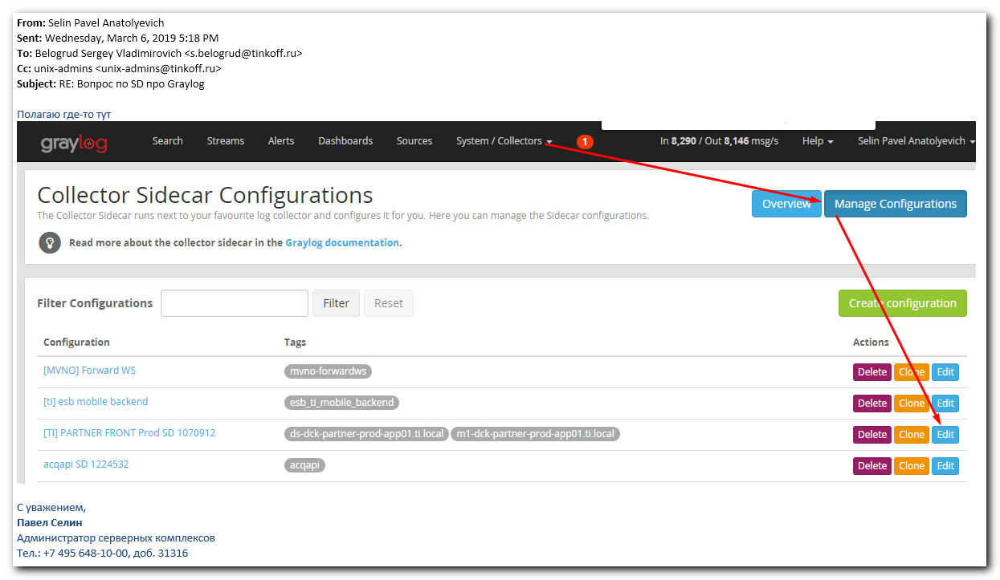 From: Selin Pavel Anatolyevich
Sent: Wednesday, March 6, 2019 5:18 PM
To: Belogrud Sergey Vladimirovich <s.belogrud@tinkoff.ru>
Cc: unix-admins <unix-admins@tinkoff.ru>
Subject: RE: Вопрос по SD про Graylog
Полагаю где-то тут
graylog Search Streams Alerts Dashboards Sources System / Collectors 1 In 8,290 / Out 8,146 msg/s Help Selin Pavel Anatolyevich
Collector Sidecar Configurations
Overview Manage Configurations
The Collector Sidecar runs next to your favourite log collector and configures it for you. Here you can manage the Sidecar configurations.
Read more about the collector sidecar in the Graylog documentation.
Filter Configurations Filter Reset Create configuration
Configuration Tags Actions
[MVNO] Forward WS mvno-forwardws Delete Clone Edit
[ti] esb mobile backend esb_ti_mobile_backend Delete Clone Edit
[TI] PARTNER FRONT Prod SD 1070912 ds-dck-partner-prod-app01.ti.local m1-dck-partner-prod-app01.ti.local Delete Clone Edit
acqapi SD 1224532 acqapi Delete Clone Edit
С уважением,
Павел Селин
Администратор серверных комплексов
Тел.: +7 495 648-10-00, доб. 31316